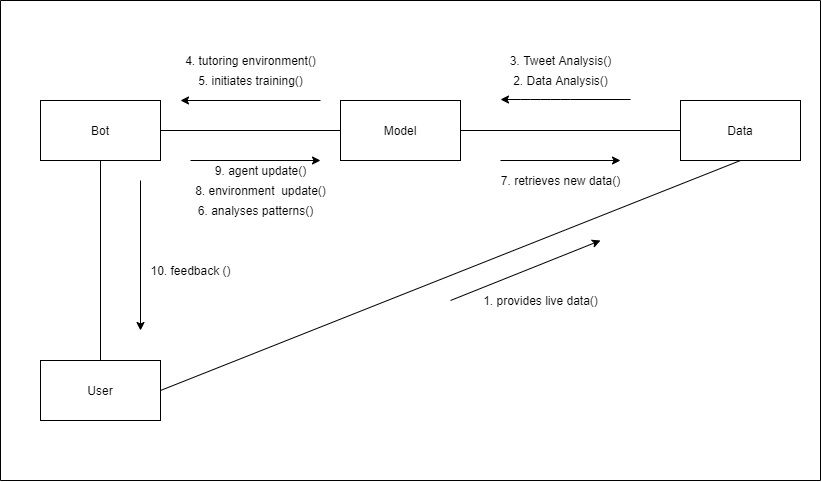 4. tutoring environment()
5. initiates training()
3. Tweet Analysis()
2. Data Analysis()
Bot
Model
Data
9. agent update()
8. environment  update()
6. analyses patterns()
7. retrieves new data()
10. feedback ()
1. provides live data()
User